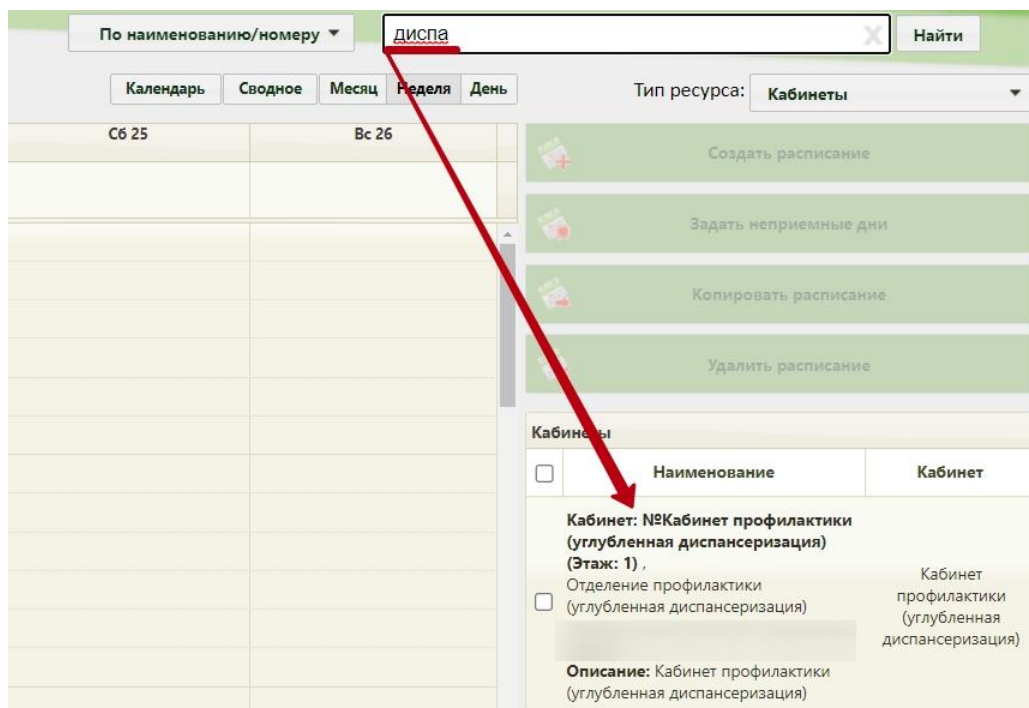 По наименованию/номеру
диспа
X
Найти
Календарь
Сводное
Месяц
Неделя
День
Тип ресурса:
Кабинеты
Сб 25
Вс 26
Создать расписание
Задать неприемные дни
Копировать расписание
Удалить расписание
Кабинеты
Наименование
Кабинет
Кабинет: №Кабинет профилактики
(углубленная диспансеризация)
(Этаж: 1) ,
Отделение профилактики
(углубленная диспансеризация)
Описание: Кабинет профилактики
(углубленная диспансеризация)
Кабинет
профилактики
(углубленная
диспансеризация)